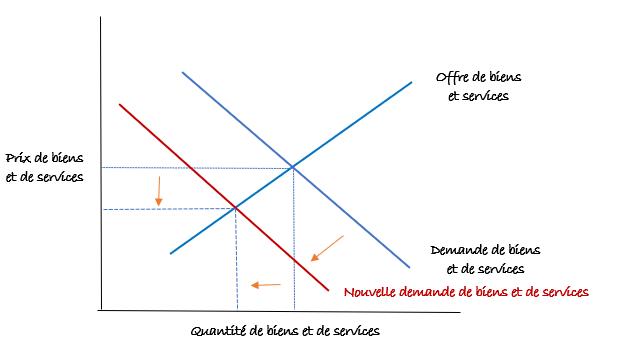 Offre de biens
et services
Prix de biens
et de services
Demande de biens
et de services
Nouvelle demande de biens et de services
Quantité de biens et de services